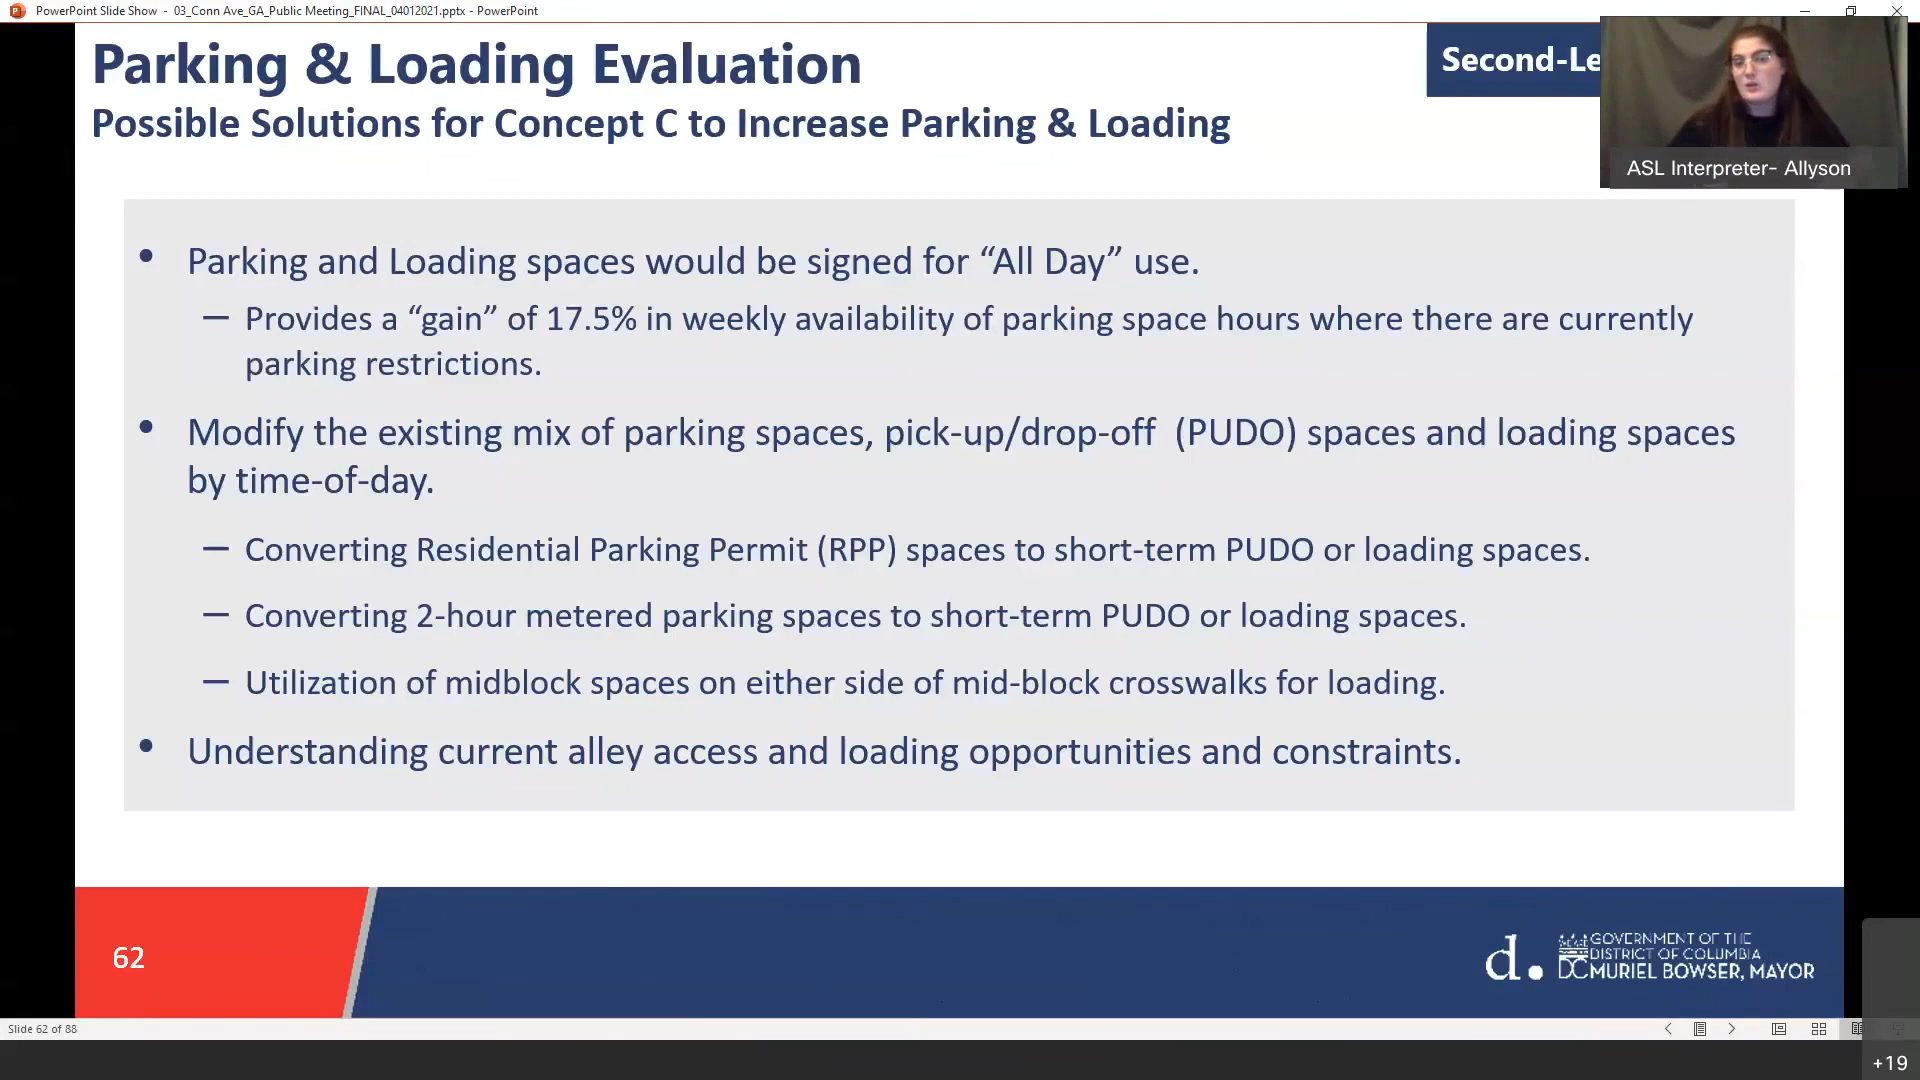 PowerPoint Slide Show - 03_Conn Ave_GA_Public Meeting_FINAL_04012021.pptx - PowerPoint
Parking & Loading Evaluation
Second-Le
Possible Solutions for Concept C to Increase Parking & Loading
ASL Interpreter- Allyson
• Parking and Loading spaces would be signed for “All Day” use.
— Provides a “gain” of 17.5% in weekly availability of parking space hours where there are currently
parking restrictions.
• Modify the existing mix of parking spaces, pick-up/drop-off (PUDO) spaces and loading spaces
by time-of-day.
— Converting Residential Parking Permit (RPP) spaces to short-term PUDO or loading spaces.
— Converting 2-hour metered parking spaces to short-term PUDO or loading spaces.
— Utilization of midblock spaces on either side of mid-block crosswalks for loading.
• Understanding current alley access and loading opportunities and constraints.
62
d.
GOVERNMENT OF THE
DISTRICT OF COLUMBIA
DC MURIEL BOWSER, MAYOR
Slide 62 of 88
+19